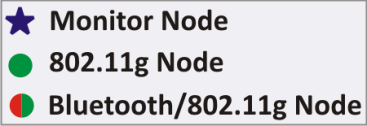 Monitor Node
802.11g Node
Bluetooth/802.11g Node